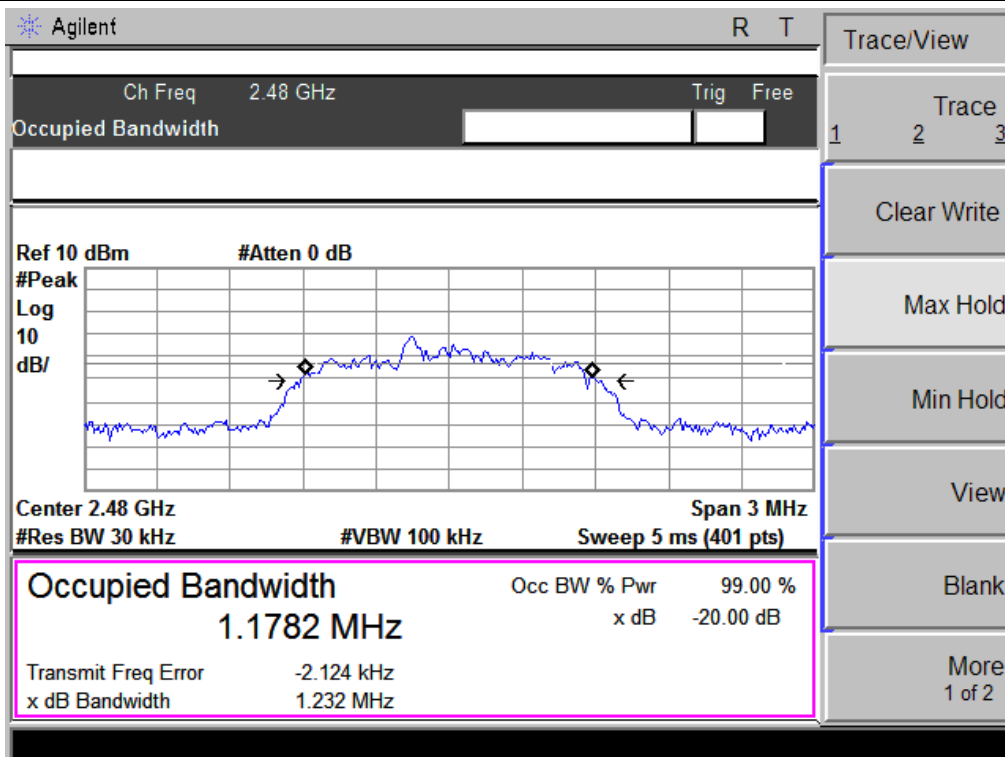 Agilent R T
Ch Freq 2.48 GHz Trig Free
Occupied Bandwidth
Ref 10 dBm #Atten 0 dB
#Peak
Log
10
dB/
Center 2.48 GHz Span 3 MHz
#Res BW 30 kHz #VBW 100 kHz Sweep 5 ms (401 pts)
Occupied Bandwidth Occ BW % Pwr 99.00 %
1.1782 MHz x dB -20.00 dB
Transmit Freq Error -2.124 kHz
x dB Bandwidth 1.232 MHz
Trace/View
Trace
1 2 3
Clear Write
Max Hold
Min Hold
View
Blank
More
1 of 2